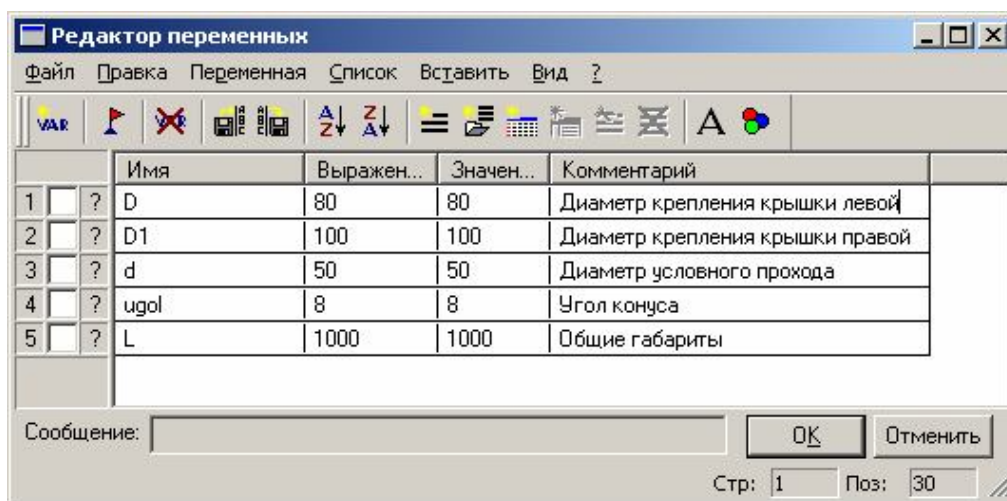 Редактор переменных
Файл Правка Переменная Список Вставить Вид ?
VAR VAR A Z Z A A
Имя Выражен... Значен... Комментарий
1 ? D 80 80 Диаметр крепления крышки левой
2 ? D1 100 100 Диаметр крепления крышки правой
3 ? d 50 50 Диаметр условного прохода
4 ? ugol 8 8 Угол конуса
5 ? L 1000 1000 Общие габариты
Сообщение: OK Отменить
Стр: 1 Поз: 30